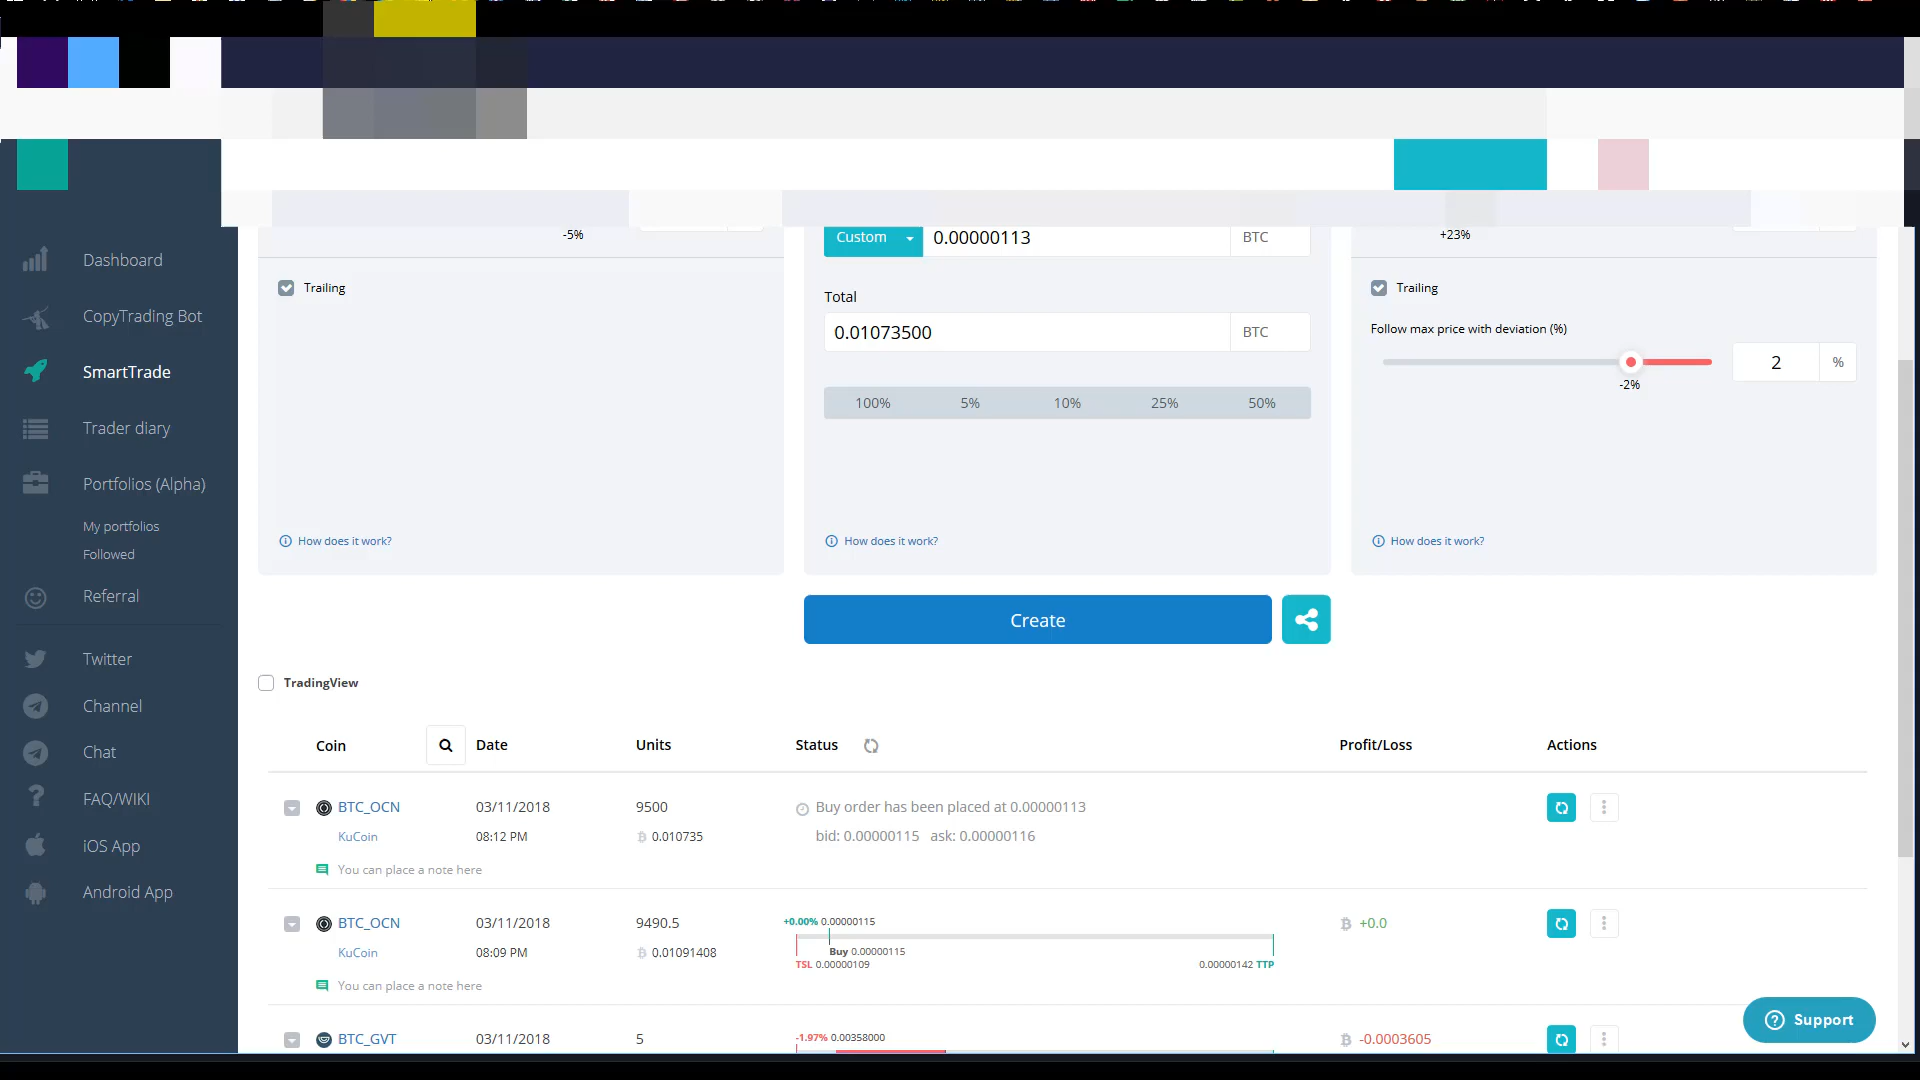 -5%
Custom 0.00000113 BTC
+23%
Trailing
Total
0.01073500 BTC
100% 5% 10% 25% 50%
Trailing
Follow max price with deviation (%)
2 %
-2%
How does it work?
How does it work?
How does it work?
Create
Dashboard
CopyTrading Bot
SmartTrade
Trader diary
Portfolios (Alpha)
My portfolios
Followed
Referral
Twitter
Channel
Chat
FAQ/WIKI
iOS App
Android App
TradingView
Coin Date Units Status Profit/Loss Actions
BTC_OCN 03/11/2018 9500 Buy order has been placed at 0.00000113
KuCoin 08:12 PM 0.010735 bid: 0.00000115 ask: 0.00000116
You can place a note here
BTC_OCN 03/11/2018 9490.5 +0.00% 0.00000115 +0.0
Buy 0.00000115
KuCoin 08:09 PM 0.01091408 TSL 0.00000109 0.00000142 TTP
You can place a note here
BTC_GVT 03/11/2018 5 -1.97% 0.00358000 -0.0003605
Support